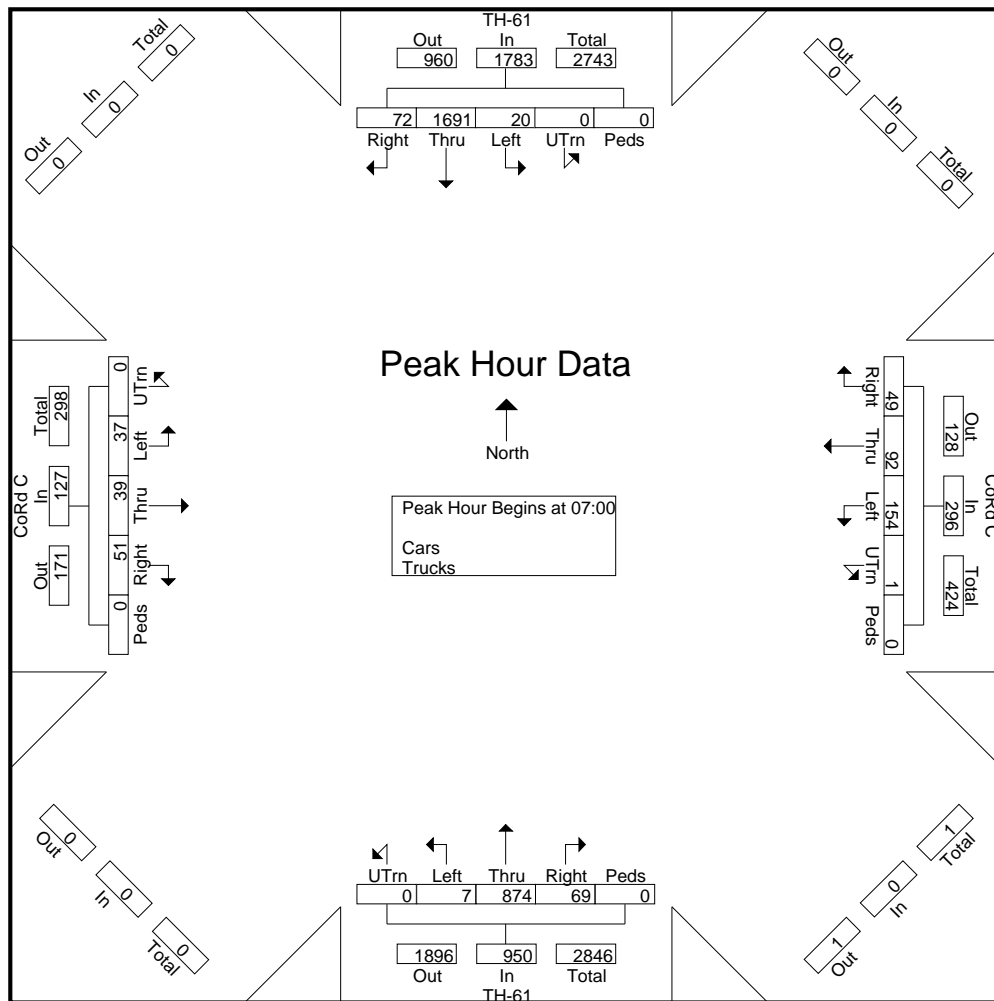 TH-61
Out In Total
960 1783 2743
72 1691 20 0 0
Right Thru Left UTrn Peds
Out In Total
0 0 0
Out In Total
0 0 0
CoRd C
Out In Total
171 127 298
0 37 39 51 0
UTrn Left Thru Right Peds
Peak Hour Data
North
Peak Hour Begins at 07:00
Cars
Trucks
Right Thru Left UTrn Peds
49 92 154 1 0
Out In Total
128 296 424
CoRd C
Out In Total
0 0 0
UTrn Left Thru Right Peds
0 7 874 69 0
1896 950 2846
Out In Total
TH-61
1 0 1
Out In Total